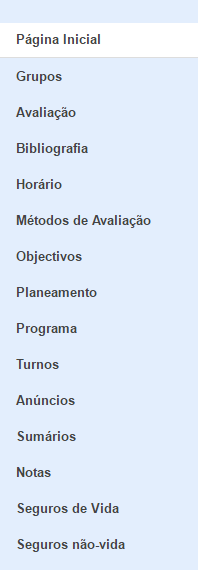 Página Inicial
Grupos
Avaliação
Bibliografia
Horário
Métodos de Avaliação
Objectivos
Planeamento
Programa
Turnos
Anúncios
Sumários
Notas
Seguros de Vida
Seguros não-vida